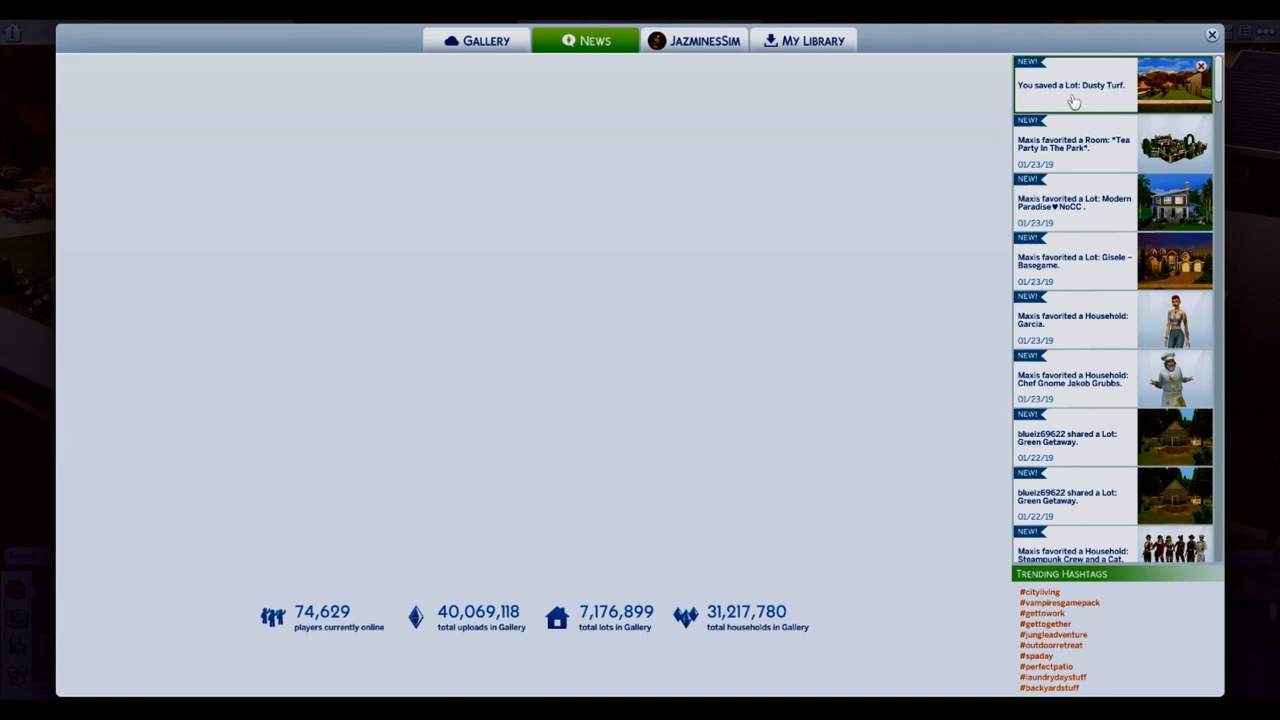 GALLERY
NEWS
JAZMINESSIM
MY LIBRARY
NEW!
You saved a Lot: Dusty Turf.
NEW!
Maxis favorited a Room: *Tea
Party In The Park*.
01/23/19
NEW!
Maxis favorited a Lot: Modern
Paradise♥NoCC .
01/23/19
NEW!
Maxis favorited a Lot: Gisele ~
Basegame.
01/23/19
NEW!
Maxis favorited a Household:
Garcia.
01/23/19
NEW!
Maxis favorited a Household:
Chef Gnome Jakob Grubbs.
01/23/19
NEW!
blueiz69622 shared a Lot:
Green Getaway.
01/22/19
NEW!
blueiz69622 shared a Lot:
Green Getaway.
01/22/19
NEW!
Maxis favorited a Household:
Steampunk Crew and a Cat.
TRENDING HASHTAGS
#cityliving
#vampiresgamepack
#gettowork
#gettogether
#jungleadventure
#outdoorretreat
#spaday
#perfectpatio
#laundrydaystuff
#backyardstuff
74,629
players currently online
40,069,118
total uploads in Gallery
7,176,899
total lots in Gallery
31,217,780
total households in Gallery